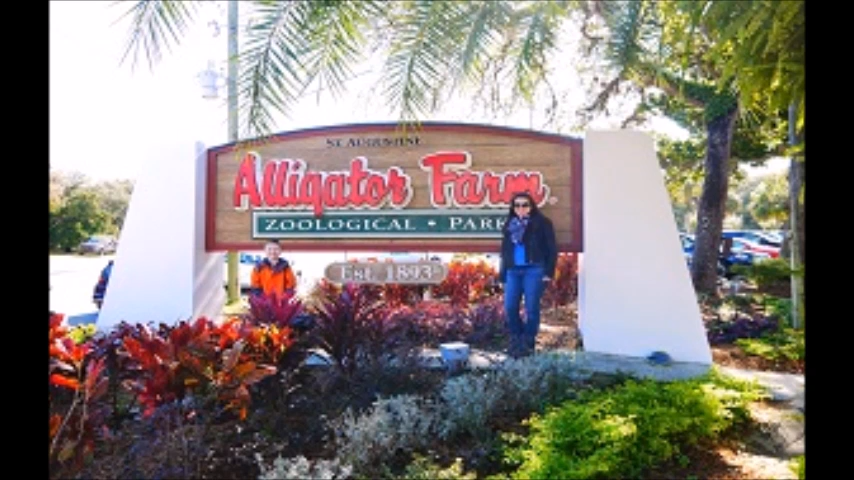 ST. AUGUSTINE
Alligator Farm
ZOOLOGICAL • PARK
EST. 1893